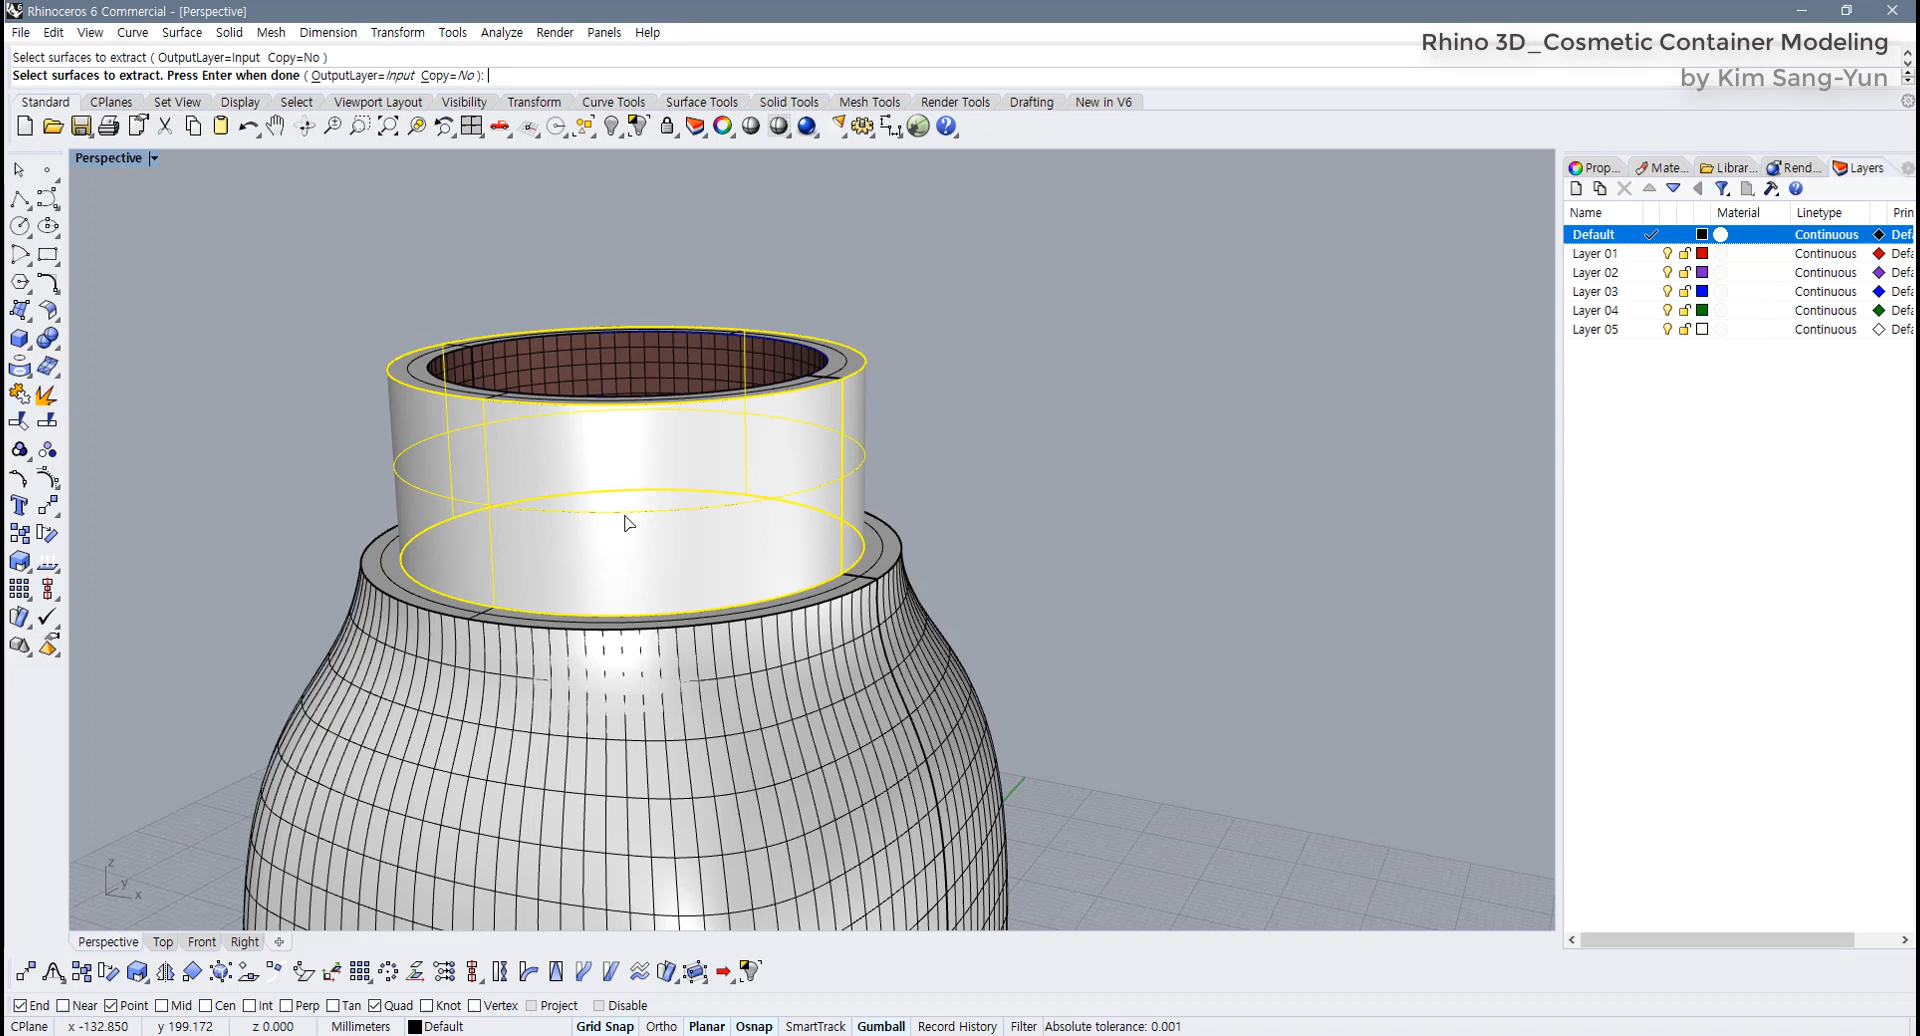 Rhinoceros 6 Commercial - [Perspective]
File Edit View Curve Surface Solid Mesh Dimension Transform Tools Analyze Render Panels Help
Rhino 3D_Cosmetic Container Modeling
by Kim Sang-Yun
Select surfaces to extract ( OutputLayer=Input Copy=No )
Select surfaces to extract. Press Enter when done ( OutputLayer=Input Copy=No ):
Standard CPlanes Set View Display Select Viewport Layout Visibility Transform Curve Tools Surface Tools Solid Tools Mesh Tools Render Tools Drafting New in V6
Perspective
Prop... Mate... Librar... Rend... Layers
Name Material Linetype Prin
Default Continuous Defa
Layer 01 Continuous Defa
Layer 02 Continuous Defa
Layer 03 Continuous Defa
Layer 04 Continuous Defa
Layer 05 Continuous Defa
z
y
x
Perspective Top Front Right
End Near Point Mid Cen Int Perp Tan Quad Knot Vertex Project Disable
CPlane x -132.850 y 199.172 z 0.000 Millimeters Default Grid Snap Ortho Planar Osnap SmartTrack Gumball Record History Filter Absolute tolerance: 0.001